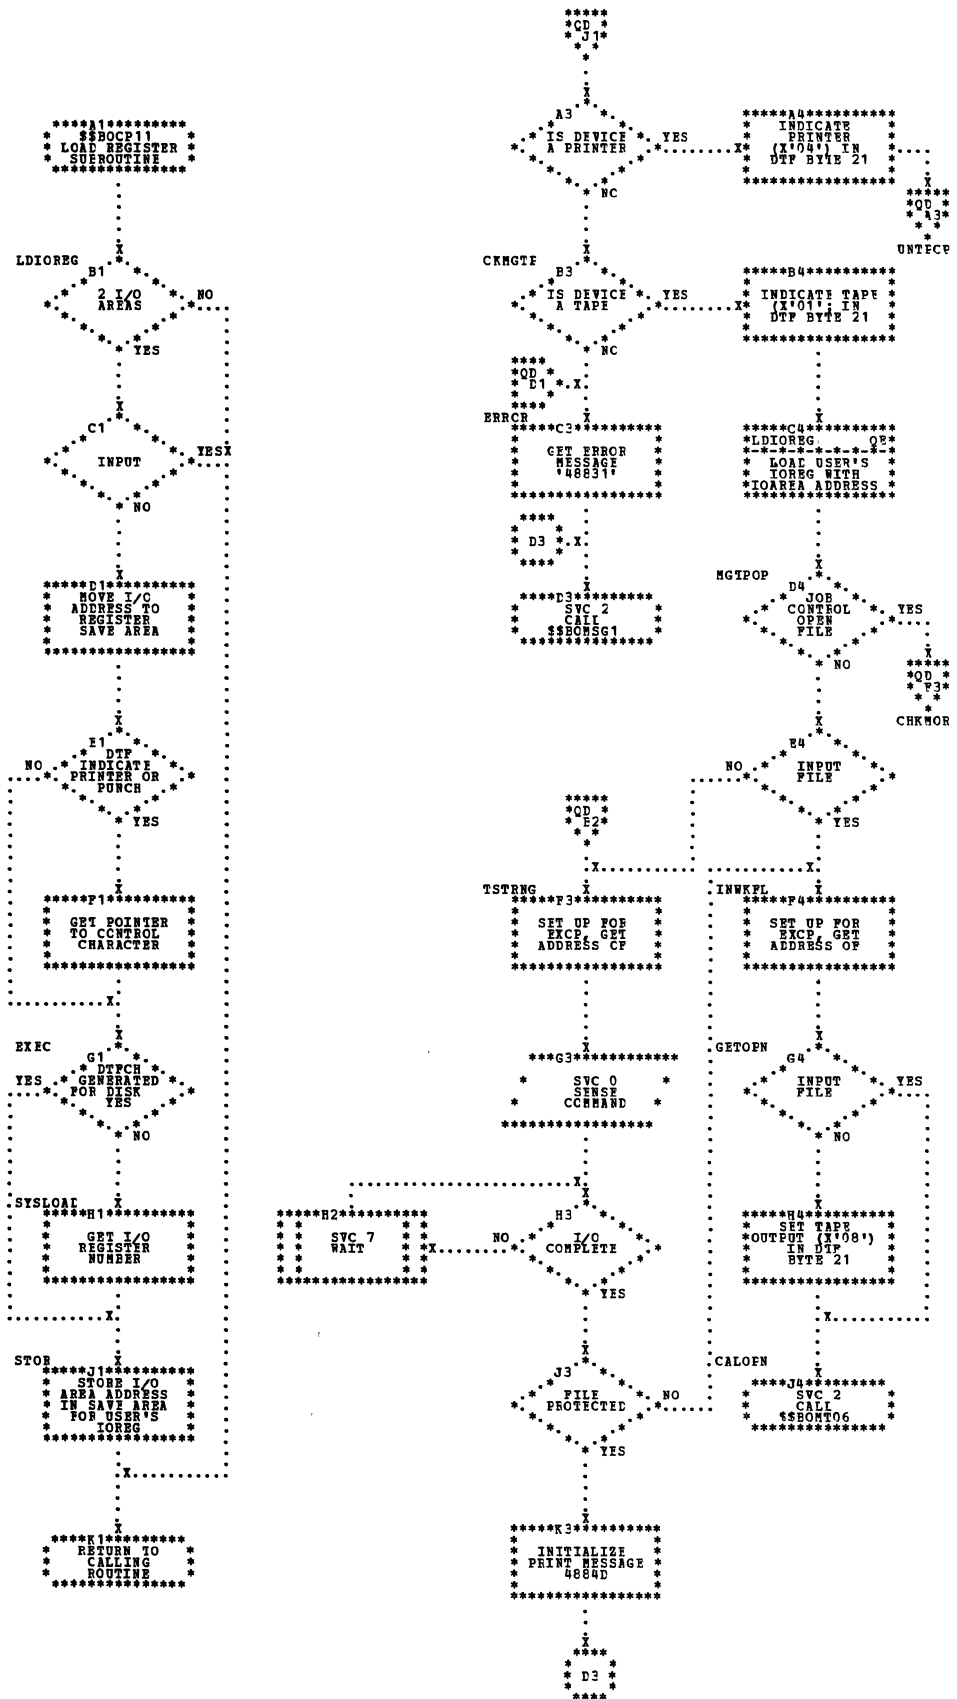 QD
J1
A1
$$BOCP11
LOAD REGISTER
SUBROUTINE
A3
IS DEVICE
A PRINTER
YES
NC
A4
INDICATE
PRINTER
(X'04') IN
DTF BYTE 21
QD
A3
UNTPCP
LDIOREG
B1
2 I/O
AREAS
NO
YES
CKMGTP
B3
IS DEVICE
A TAPE
YES
NC
B4
INDICATE TAPE
(X'01'; IN
DTF BYTE 21
QD
D1
C1
INPUT
YES
NO
ERRCR
C3
GET ERROR
MESSAGE
'4883I'
C4
LDIOREG QE
LOAD USER'S
IOREG WITH
IOAREA ADDRESS
D3
D1
MOVE I/O
ADDRESS TO
REGISTER
SAVE AREA
D3
SVC 2
CALL
$$BOMSG1
MGTPOP
D4
JOB
CONTROL
OPEN
FILE
YES
NO
QD
F3
CHKMOR
E1
DTF
INDICATE
PRINTER OR
PUNCH
NO
YES
E4
INPUT
FILE
NO
YES
QD
E2
F1
GET POINTER
TO CONTROL
CHARACTER
TSTRNG
F3
SET UP FOR
EXCP, GET
ADDRESS CF
INWKFL
F4
SET UP FOR
EXCP, GET
ADDRESS OF
EXEC
G1
DTFCH
GENERATED
FOR DISK
YES
YES
NO
G3
SVC 0
SENSE
COMMAND
GETOPN
G4
INPUT
FILE
YES
NO
SYSLOAD
H1
GET I/O
REGISTER
NUMBER
H2
SVC 7
WAIT
H3
I/O
COMPLETE
NO
YES
H4
SET TAPE
OUTPUT (X'08')
IN DTF
BYTE 21
STOR
J1
STORE I/O
AREA ADDRESS
IN SAVE AREA
FOR USER'S
IOREG
J3
FILE
PROTECTED
NO
YES
CALOPN
J4
SVC 2
CALL
$$BOMT06
K1
RETURN TO
CALLING
ROUTINE
K3
INITIALIZE
PRINT MESSAGE
4884D
D3